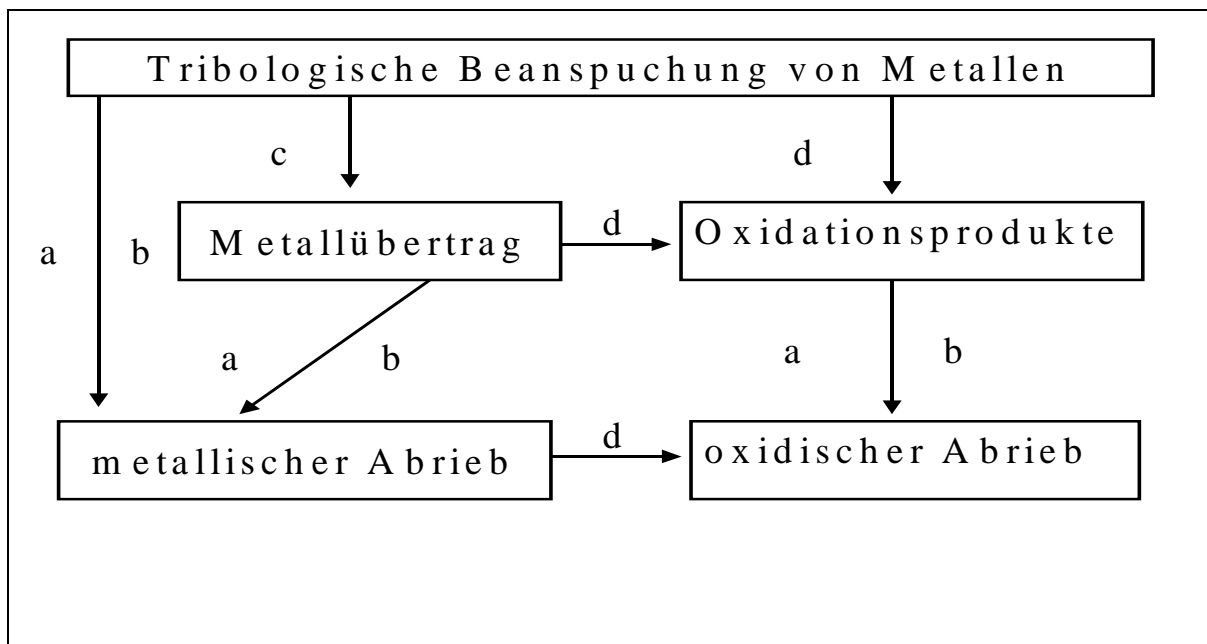 Tribologische Beanspuchung von Metallen
c
d
Metallübertrag
d
Oxidationsprodukte
a
b
a
b
a
b
metallischer Abrieb
d
oxidischer Abrieb